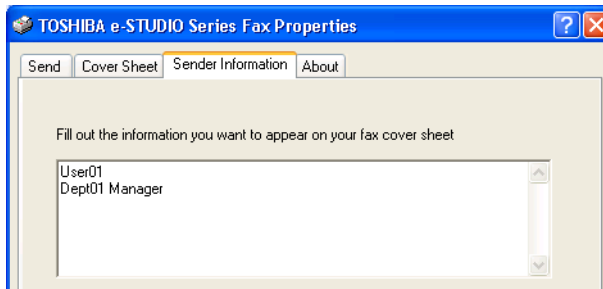 TOSHIBA e-STUDIO Series Fax Properties
Send Cover Sheet Sender Information About
Fill out the information you want to appear on your fax cover sheet
User01
Dept01 Manager